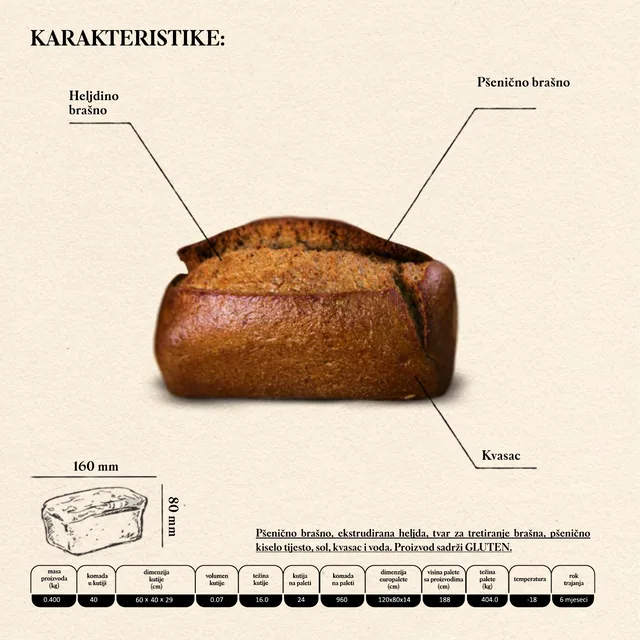 KARAKTERISTIKE:
Heljdino
brašno
Pšenično brašno
Kvasac
160 mm
80 mm
Pšenično brašno, ekstrudirana heljda, tvar za tretiranje brašna, pšenično
kiselo tijesto, sol, kvasac i voda. Proizvod sadrži GLUTEN.
masa
proizvoda
(kg)
0.400
komada
u kutiji
40
dimenzija
kutije
(cm)
60 x 40 x 29
volumen
kutije
0.07
težina
kutije
16.0
kutija
na paleti
24
komada
na paleti
960
dimenzija
europalete
(cm)
120x80x14
visina palete
sa proizvodima
(cm)
188
težina
palete
(kg)
404.0
temperatura
-18
rok
trajanja
6 mjeseci